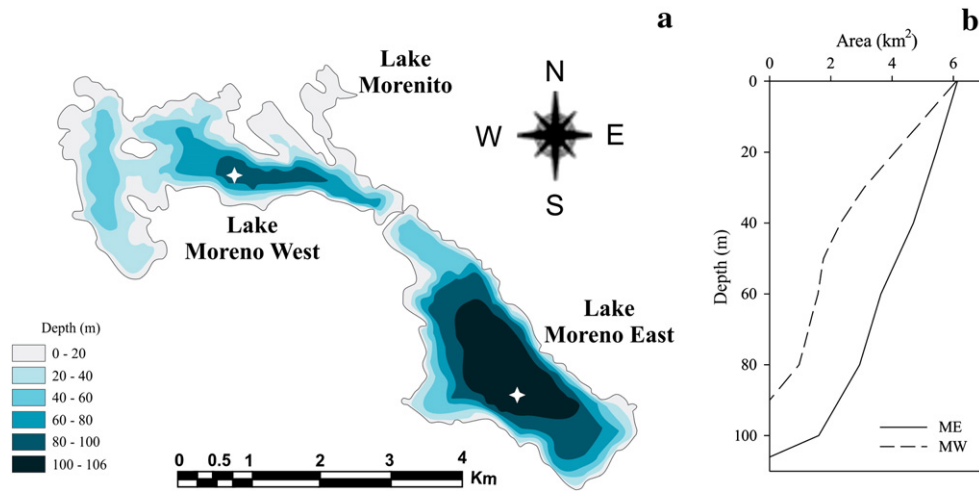 a
Lake
Morenito
N
W
E
S
Lake
Moreno West
Lake
Moreno East
Depth (m)
0 - 20
20 - 40
40 - 60
60 - 80
80 - 100
100 - 106
0 0.5 1 2 3 4
Km
b
Area (km²)
0 2 4 6
0
20
40
60
80
100
Depth (m)
ME
MW